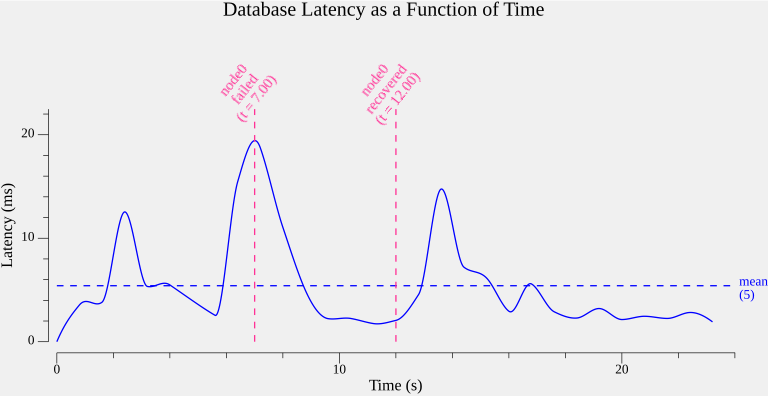 Database Latency as a Function of Time
node0
failed
(t = 7.00)
node0
recovered
(t = 12.00)
20
10
0
Latency (ms)
mean
(5)
0
10
20
Time (s)